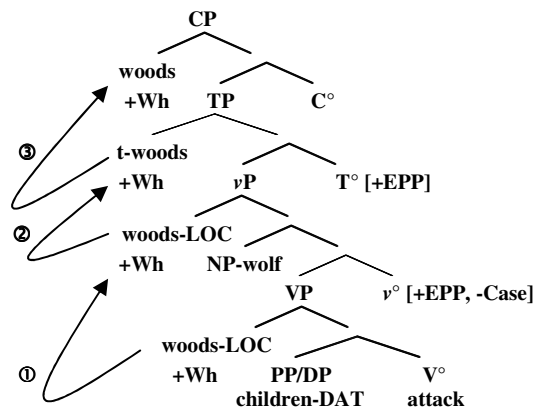 CP
woods
+Wh TP C°
③ t-woods
+Wh vP T° [+EPP]
② woods-LOC
+Wh NP-wolf
VP v° [+EPP, -Case]
woods-LOC
① +Wh PP/DP V°
children-DAT attack